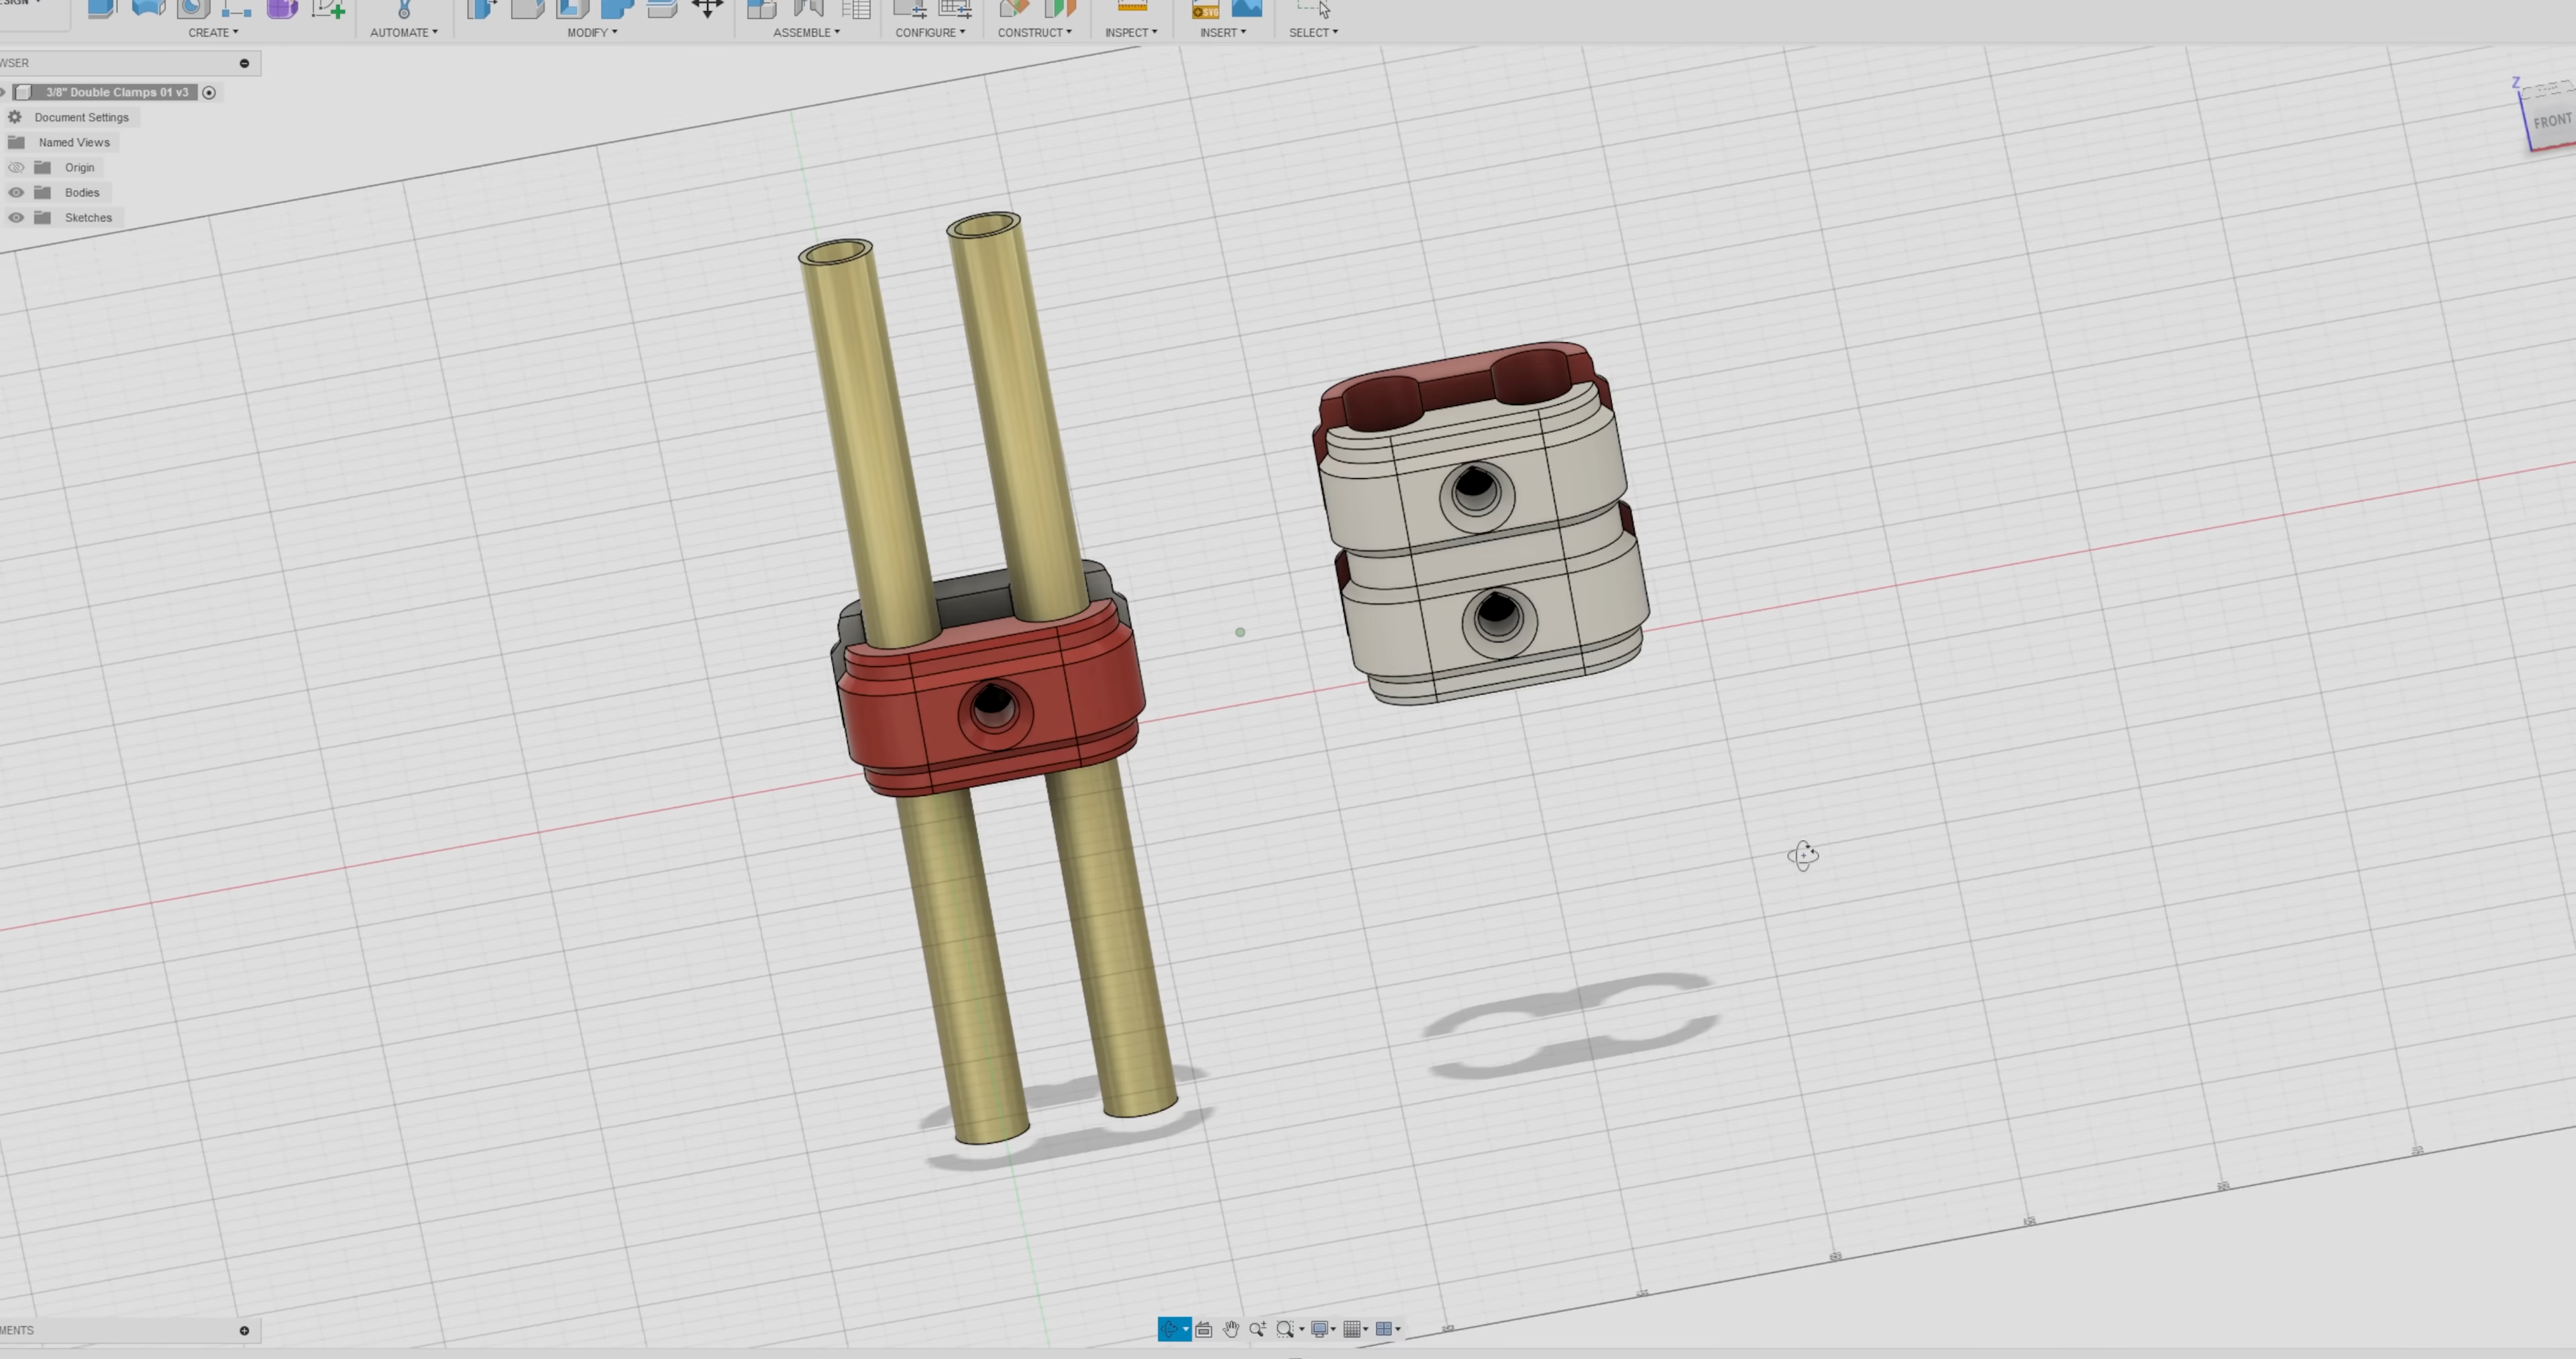 CREATE
AUTOMATE
MODIFY
ASSEMBLE
CONFIGURE
CONSTRUCT
INSPECT
INSERT
SELECT
WSER
3/8" Double Clamps 01 v3
Document Settings
Named Views
Origin
Bodies
Sketches
SVG
Z
FRONT
MENTS